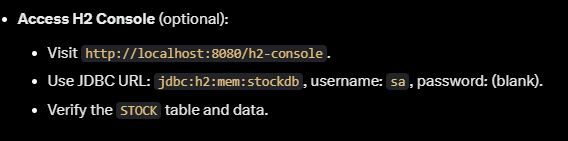 • Access H2 Console (optional):
• Visit http://localhost:8080/h2-console.
• Use JDBC URL: jdbc:h2:mem:stockdb, username: sa, password: (blank).
• Verify the STOCK table and data.